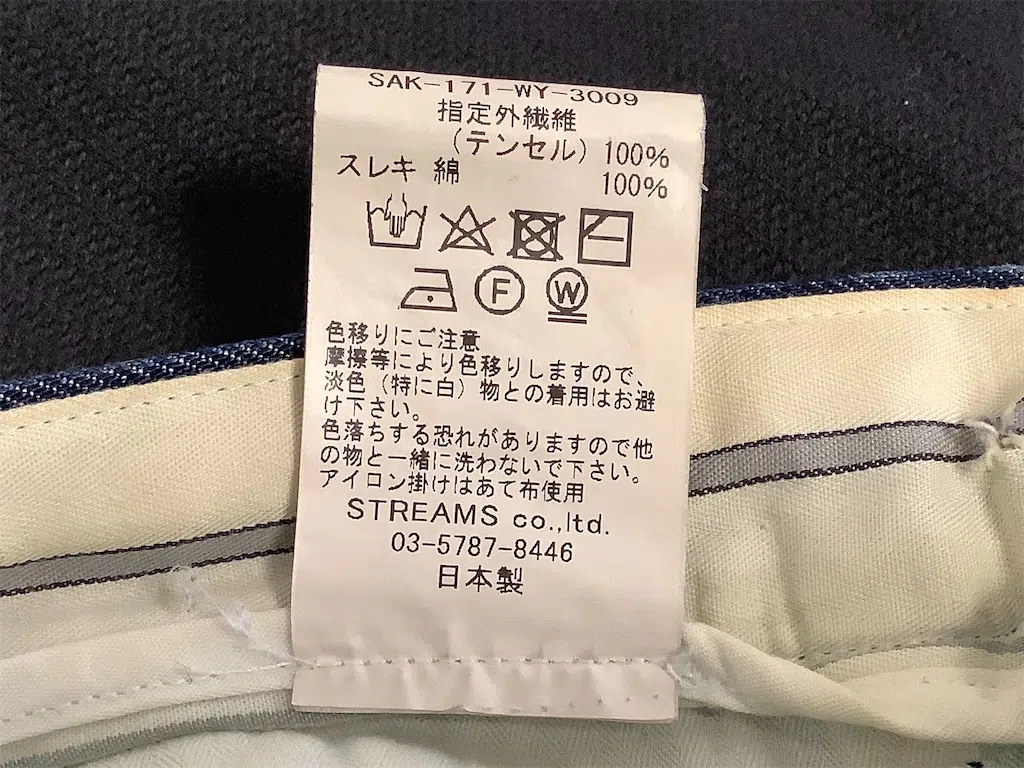 SAK-171-WY-3009
指定外繊維
(テンセル) 100%
スレキ 綿 100%
F W
色移りにご注意
摩擦等により色移りしますので、
淡色(特に白)物との着用はお避
け下さい。
色落ちする恐れがありますので他
の物と一緒に洗わないで下さい。
アイロン掛けはあて布使用
STREAMS co.,ltd.
03-5787-8446
日本製